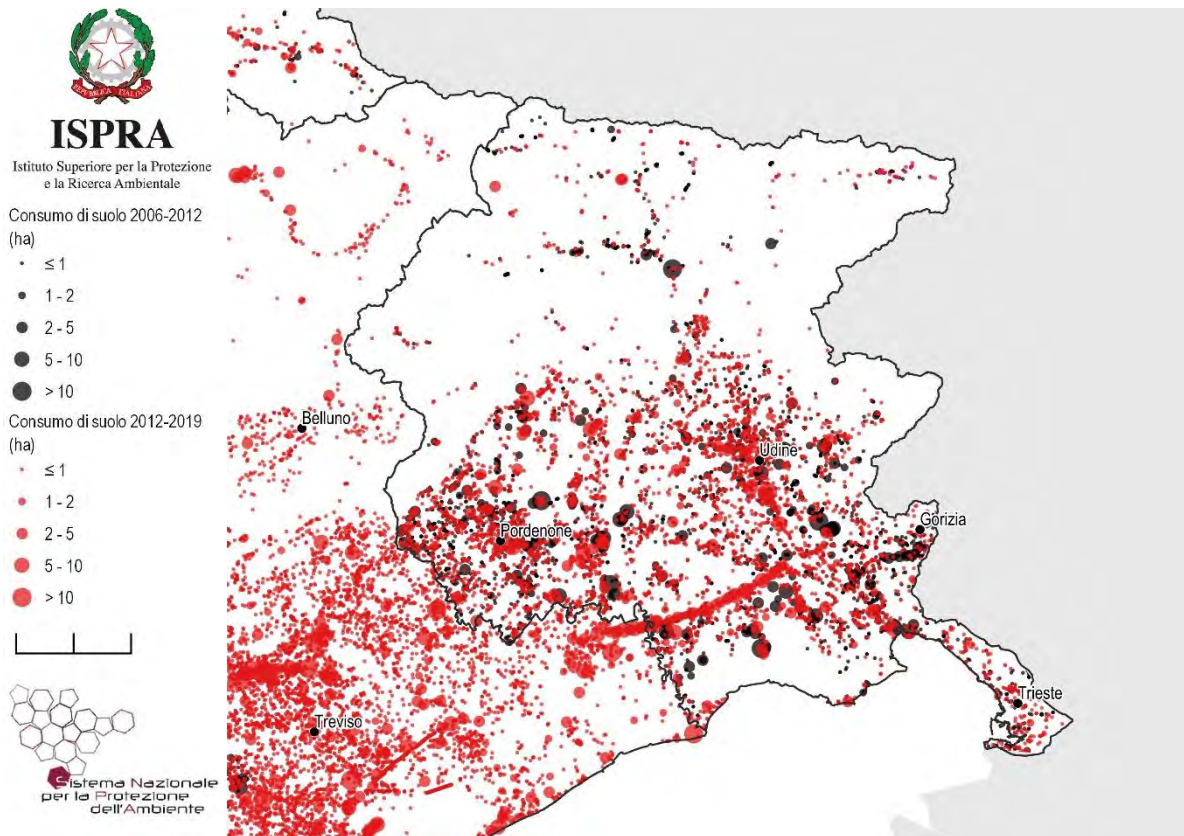 REPVBBLICA ITALIANA
ISPRA
Istituto Superiore per la Protezione
e la Ricerca Ambientale
Consumo di suolo 2006-2012
(ha)
≤ 1
1 - 2
2 - 5
5 - 10
> 10
Consumo di suolo 2012-2019
(ha)
≤ 1
1 - 2
2 - 5
5 - 10
> 10
Sistema Nazionale
per la Protezione
dell'Ambiente
Belluno
Udine
Pordenone
Gorizia
Treviso
Trieste